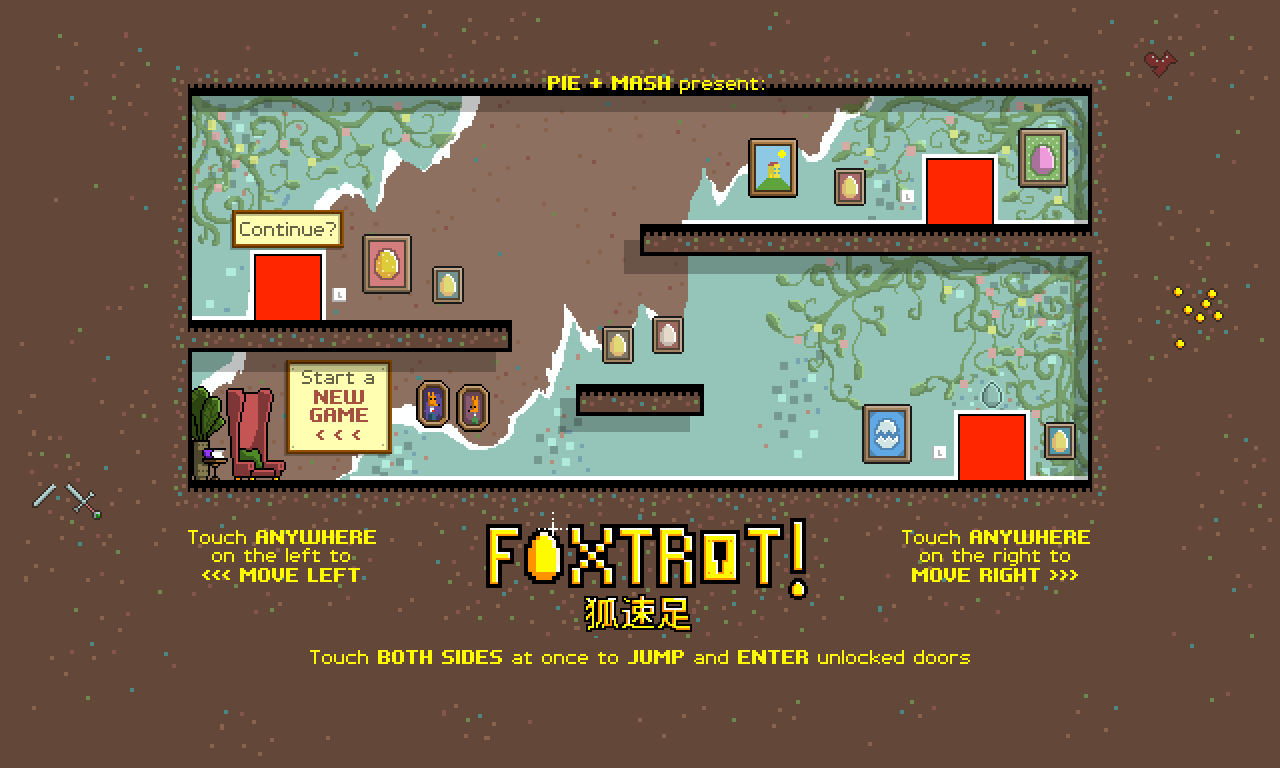 PIE + MASH present:
Continue?
L
L
Start a
NEW
GAME
< < <
L
Touch ANYWHERE
on the left to
<<< MOVE LEFT
FOXTROT!
狐速足
Touch ANYWHERE
on the right to
MOVE RIGHT >>>
Touch BOTH SIDES at once to JUMP and ENTER unlocked doors